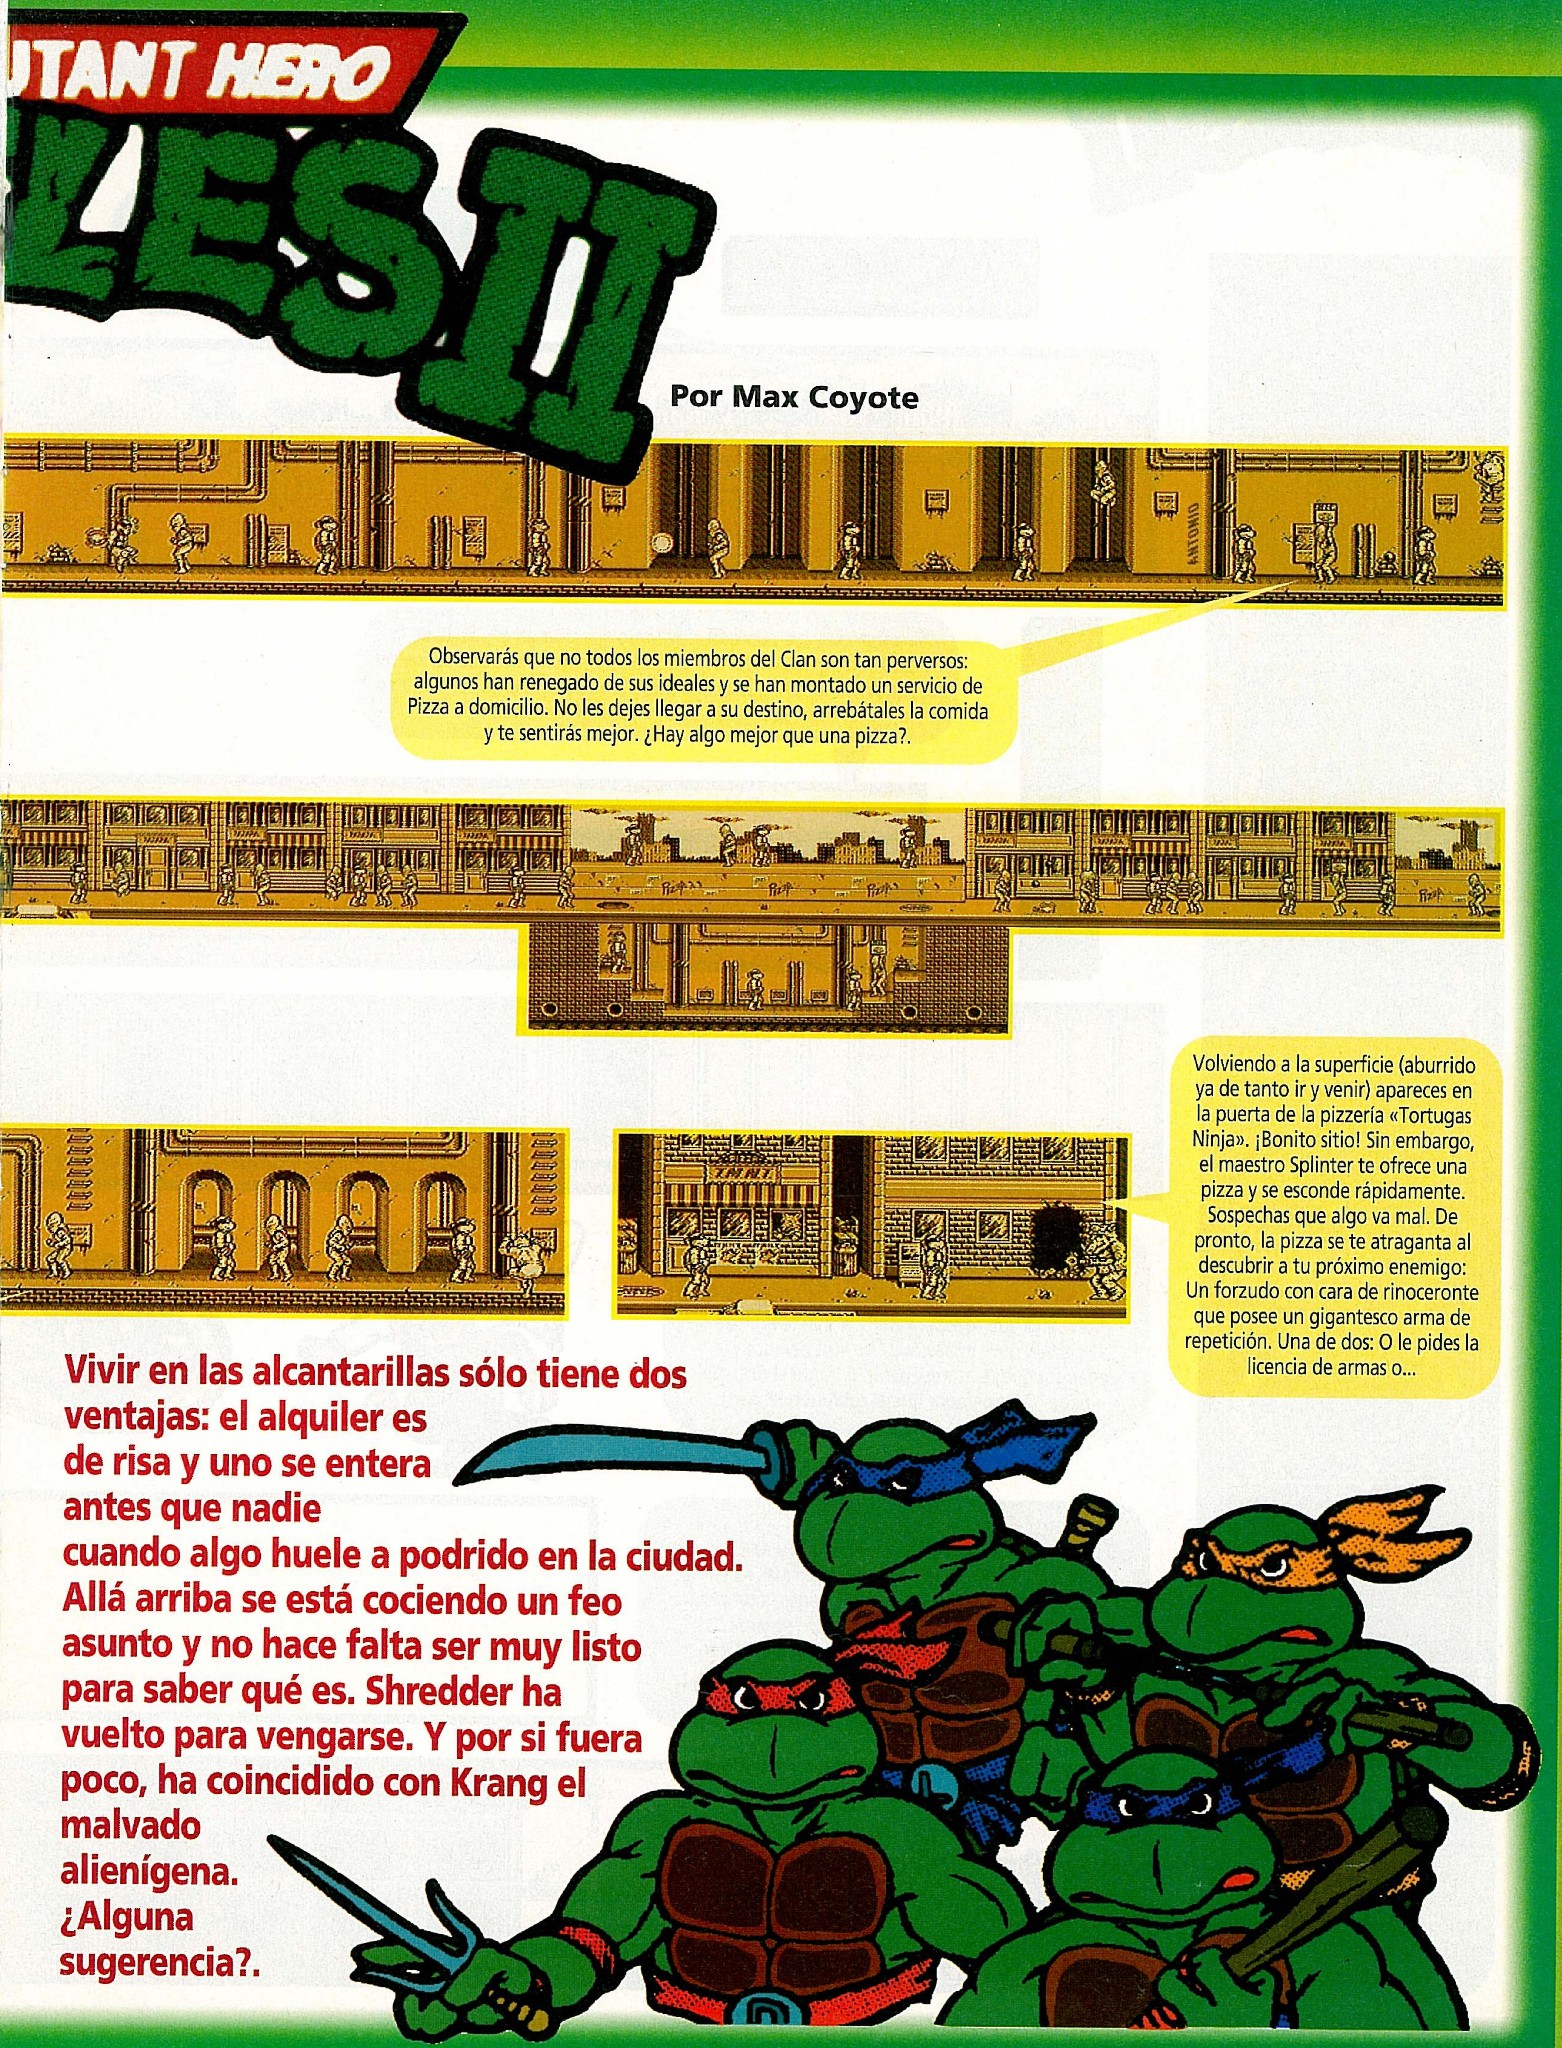 UTANT HERO
LES II
Por Max Coyote
ANTONIO
Observarás que no todos los miembros del Clan son tan perversos:
algunos han renegado de sus ideales y se han montado un servicio de
Pizza a domicilio. No les dejes llegar a su destino, arrebátales la comida
y te sentirás mejor. ¿Hay algo mejor que una pizza?.
Pizza Pizza Pizza Pizza
Volviendo a la superficie (aburrido
ya de tanto ir y venir) apareces en
la puerta de la pizzería «Tortugas
Ninja». ¡Bonito sitio! Sin embargo,
el maestro Splinter te ofrece una
pizza y se esconde rápidamente.
Sospechas que algo va mal. De
pronto, la pizza se te atraganta al
descubrir a tu próximo enemigo:
Un forzudo con cara de rinoceronte
que posee un gigantesco arma de
repetición. Una de dos: O le pides la
licencia de armas o...
Vivir en las alcantarillas sólo tiene dos
ventajas: el alquiler es
de risa y uno se entera
antes que nadie
cuando algo huele a podrido en la ciudad.
Allá arriba se está cociendo un feo
asunto y no hace falta ser muy listo
para saber qué es. Shredder ha
vuelto para vengarse. Y por si fuera
poco, ha coincidido con Krang el
malvado
alienígena.
¿Alguna
sugerencia?.